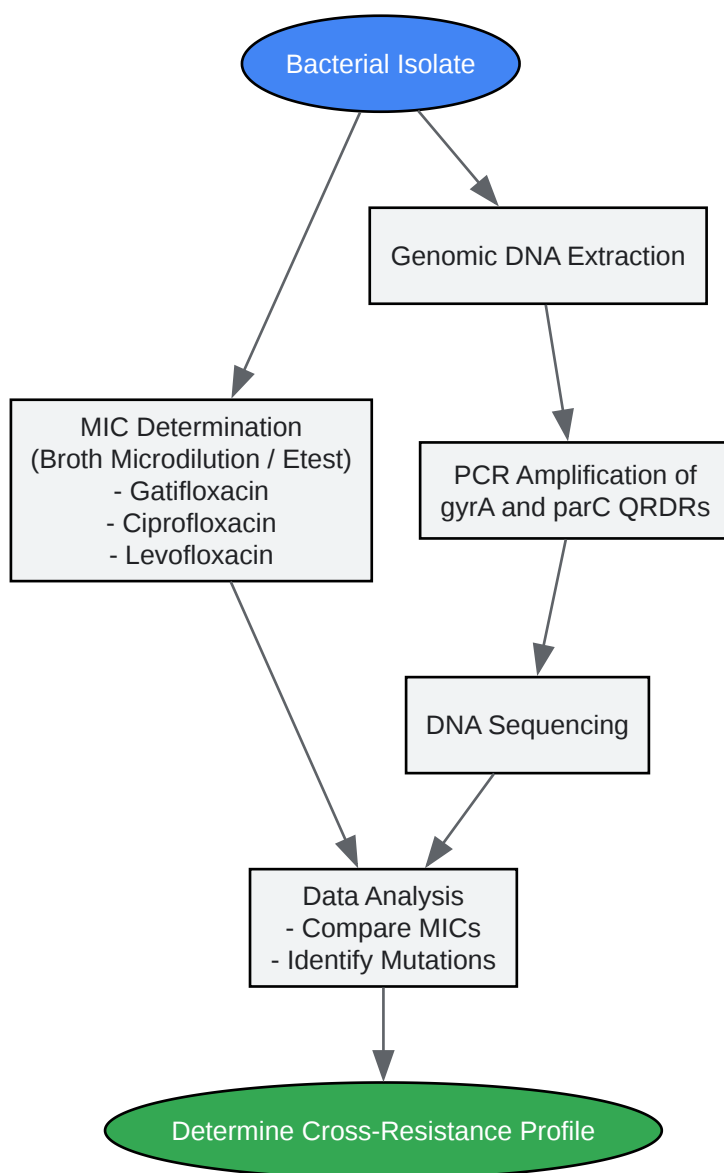 Bacterial Isolate
Genomic DNA Extraction
MIC Determination
(Broth Microdilution / Etest)
- Gatifloxacin
- Ciprofloxacin
- Levofloxacin
PCR Amplification of
gyrA and parC QRDRs
DNA Sequencing
Data Analysis
- Compare MICs
- Identify Mutations
Determine Cross-Resistance Profile